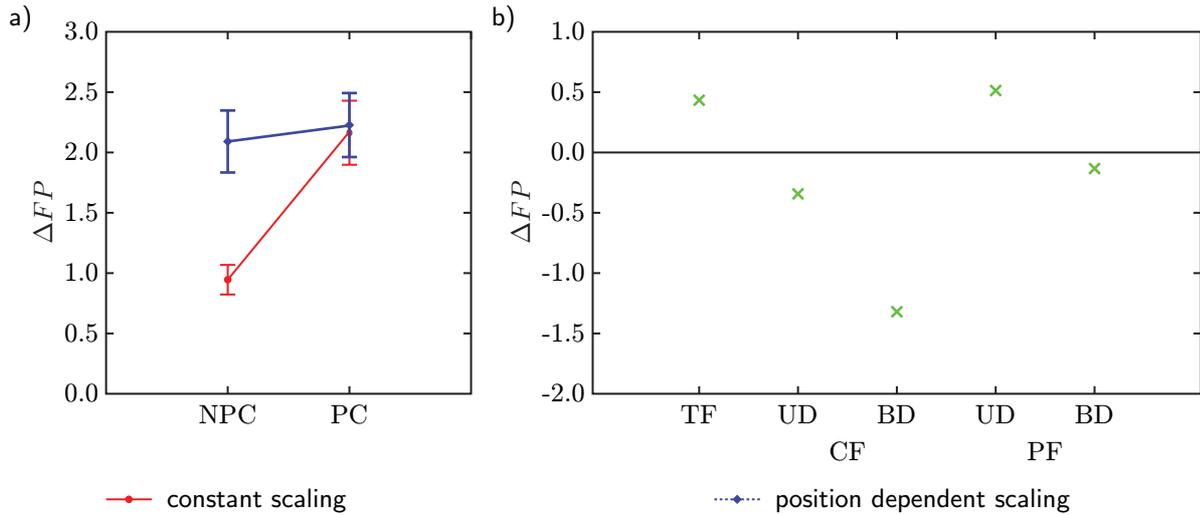 a)
3.0
2.5
2.0
1.5
1.0
0.5
0.0
ΔFP
NPC PC
b)
1.0
0.5
0.0
-0.5
-1.0
-1.5
-2.0
ΔFP
TF UD BD UD BD
CF PF
constant scaling position dependent scaling